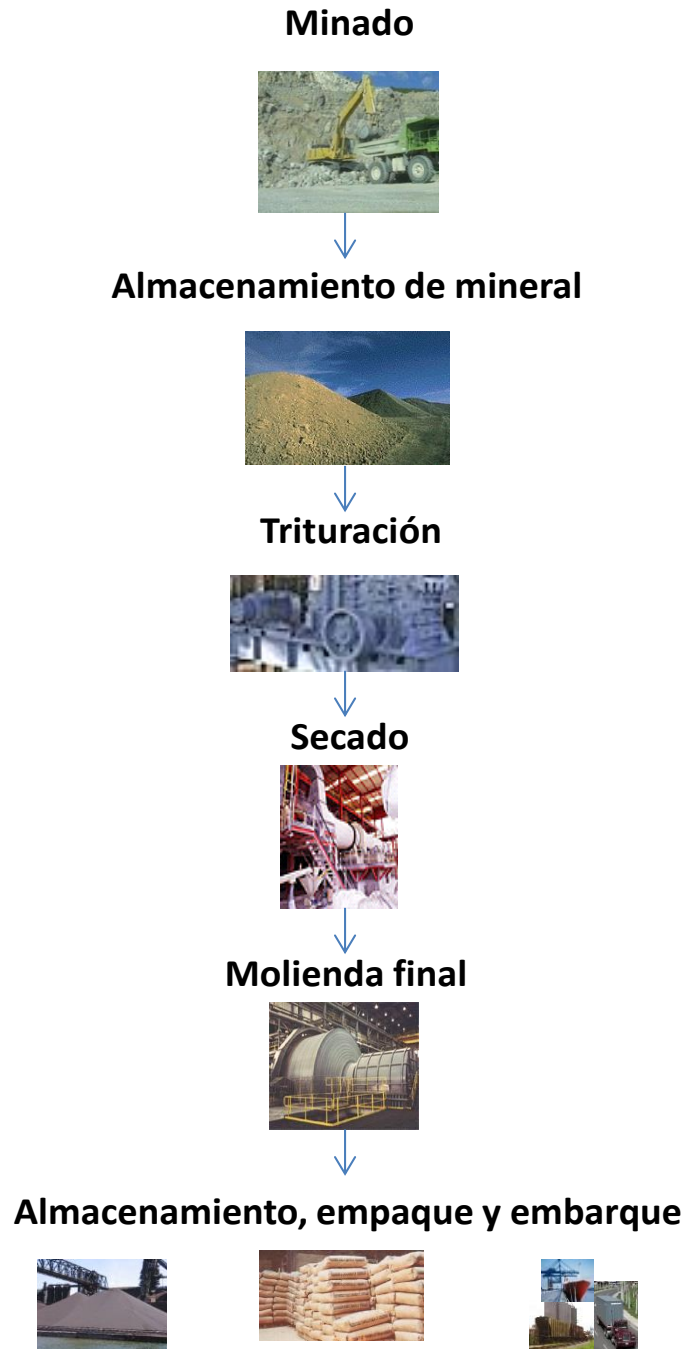 Minado
Almacenamiento de mineral
Trituración
Secado
Molienda final
Almacenamiento, empaque y embarque